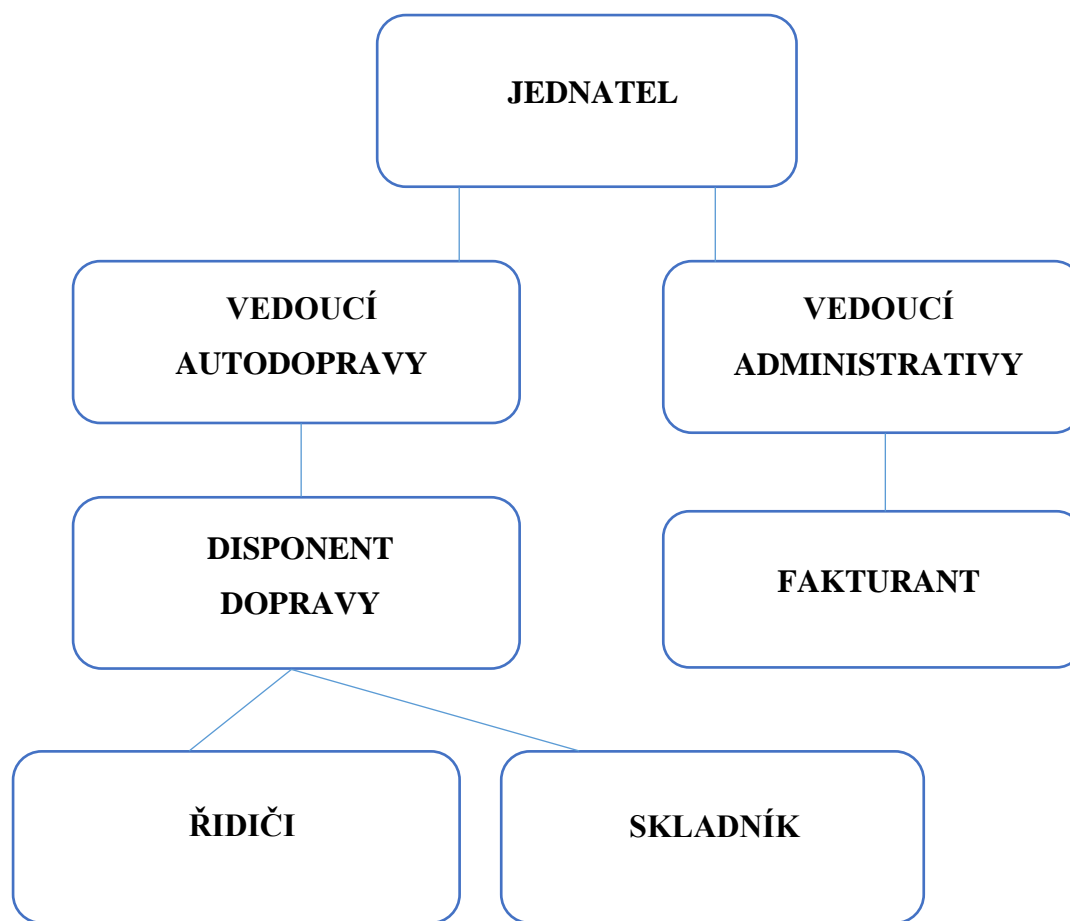 JEDNATEL
VEDOUCÍ
AUTODOPRAVY
VEDOUCÍ
ADMINISTRATIVY
DISPONENT
DOPRAVY
FAKTURANT
ŘIDIČI
SKLADNÍK